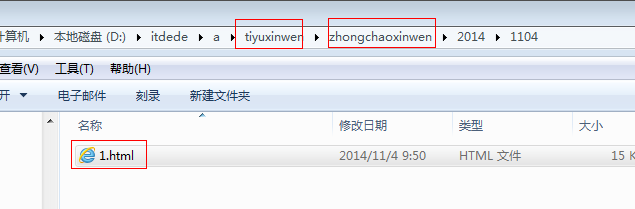 计算机 本地磁盘 (D:) itdede a tiyuxinwen zhongchaoxinwen 2014 1104
查看(V) 工具(T) 帮助(H)
开 电子邮件 刻录 新建文件夹
名称 修改日期 类型 大小
1.html 2014/11/4 9:50 HTML 文件 15 K